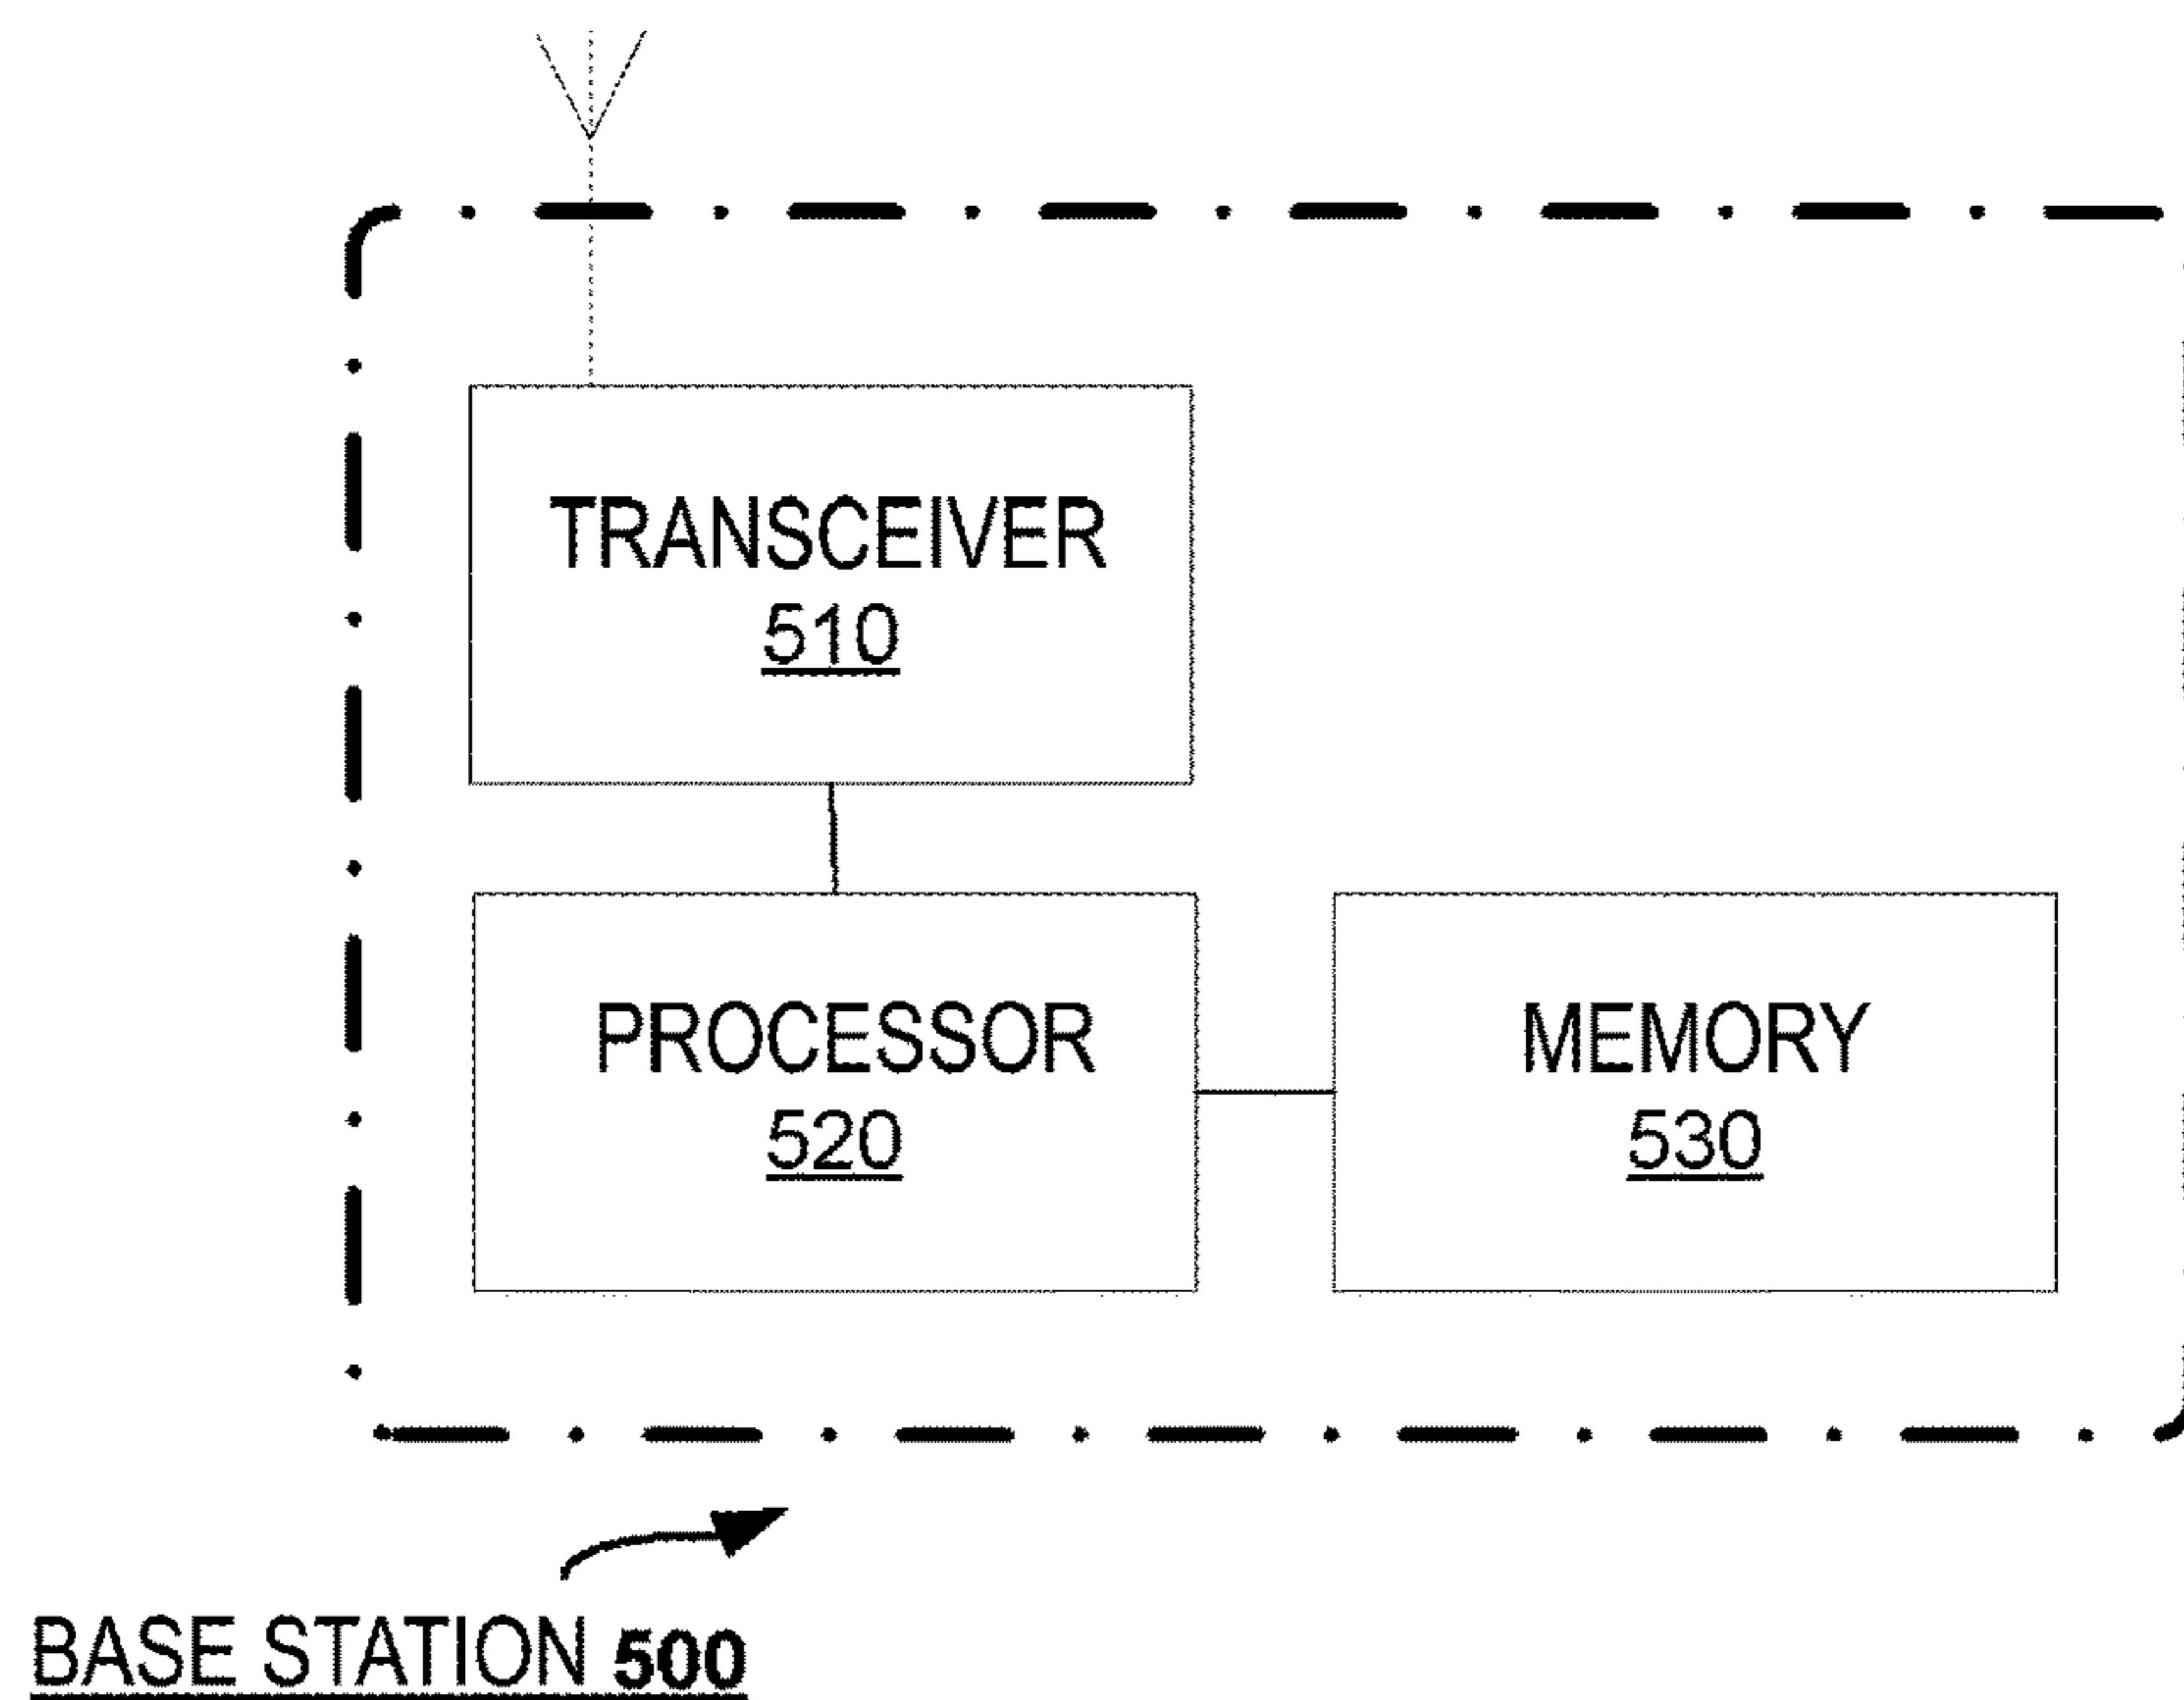 TRANSCEIVER
510
PROCESSOR
520
MEMORY
530
BASE STATION 500